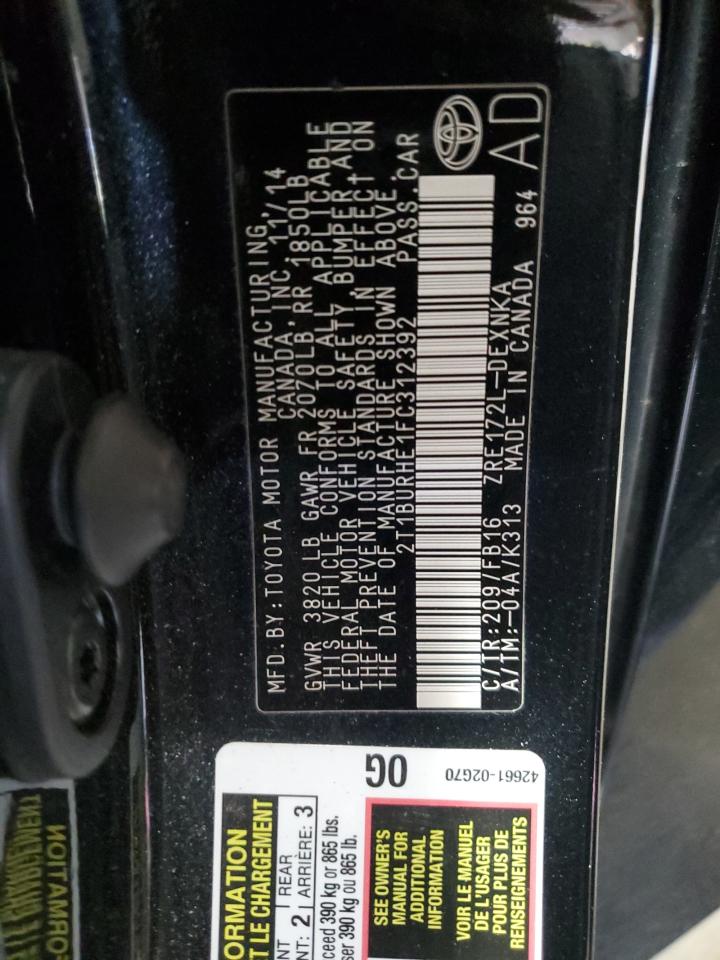 MFD.BY:TOYOTA MOTOR MANUFACTURING,
CANADA,INC. 11/14
GVWR 3820LB GAWR FR 2070LB RR 1850LB
THIS VEHICLE CONFORMS TO ALL APPLICABLE
FEDERAL MOTOR VEHICLE SAFETY, BUMPER, AND
THEFT PREVENTION STANDARDS IN EFFECT ON
THE DATE OF MANUFACTURE SHOWN ABOVE.
2T1BURHE1FC312392 PASS.CAR
C/TR:209/FB16 ZRE172L-DEXNKA
A/TM:-04A/K313 MADE IN CANADA 964
AD
OG
42661-02G70
ORMATION
T LE CHARGEMENT
NT 2 REAR 3
NT: ARRIÈRE:
ceed 390 kg or 865 lbs.
ser 390 kg ou 865 lb.
SEE OWNER'S
MANUAL FOR
ADDITIONAL
INFORMATION
VOIR LE MANUEL
DE L'USAGER
POUR PLUS DE
RENSEIGNEMENTS